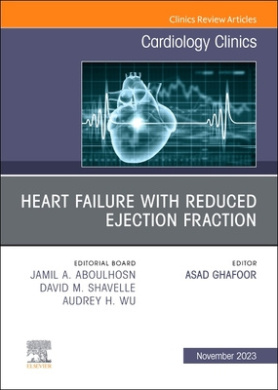 Clinics Review Articles
Cardiology Clinics
HEART FAILURE WITH REDUCED
EJECTION FRACTION
EDITORIAL BOARD
JAMIL A. ABOULHOSN
DAVID M. SHAVELLE
AUDREY H. WU
EDITOR
ASAD GHAFOOR
ELSEVIER
November 2023